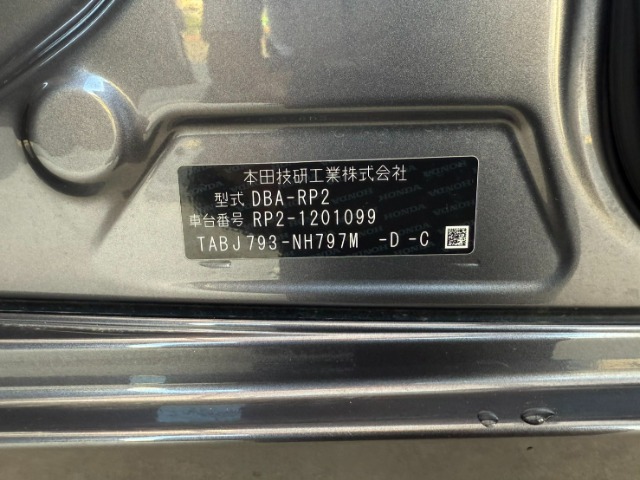 本田技研工業株式会社
型式 DBA-RP2
車台番号 RP2-1201099
TABJ793-NH797M -D -C